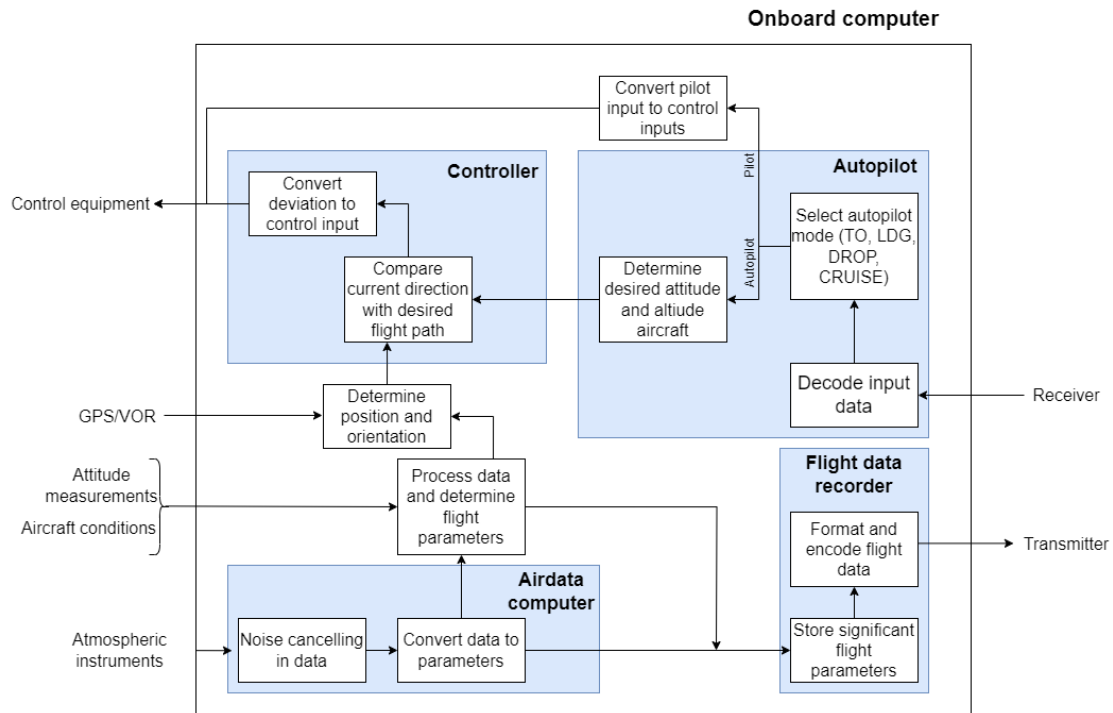 Onboard computer
Convert pilot
input to control
inputs
Pilot
Autopilot
Controller
Autopilot
Control equipment
Convert
deviation to
control input
Select autopilot
mode (TO, LDG,
DROP,
CRUISE)
Compare
current direction
with desired
flight path
Determine
desired attitude
and altiude
aircraft
Decode input
data
Receiver
GPS/VOR
Determine
position and
orientation
Attitude
measurements
Aircraft conditions
Process data
and determine
flight
parameters
Flight data
recorder
Format and
encode flight
data
Transmitter
Airdata
computer
Atmospheric
instruments
Noise cancelling
in data
Convert data to
parameters
Store significant
flight
parameters